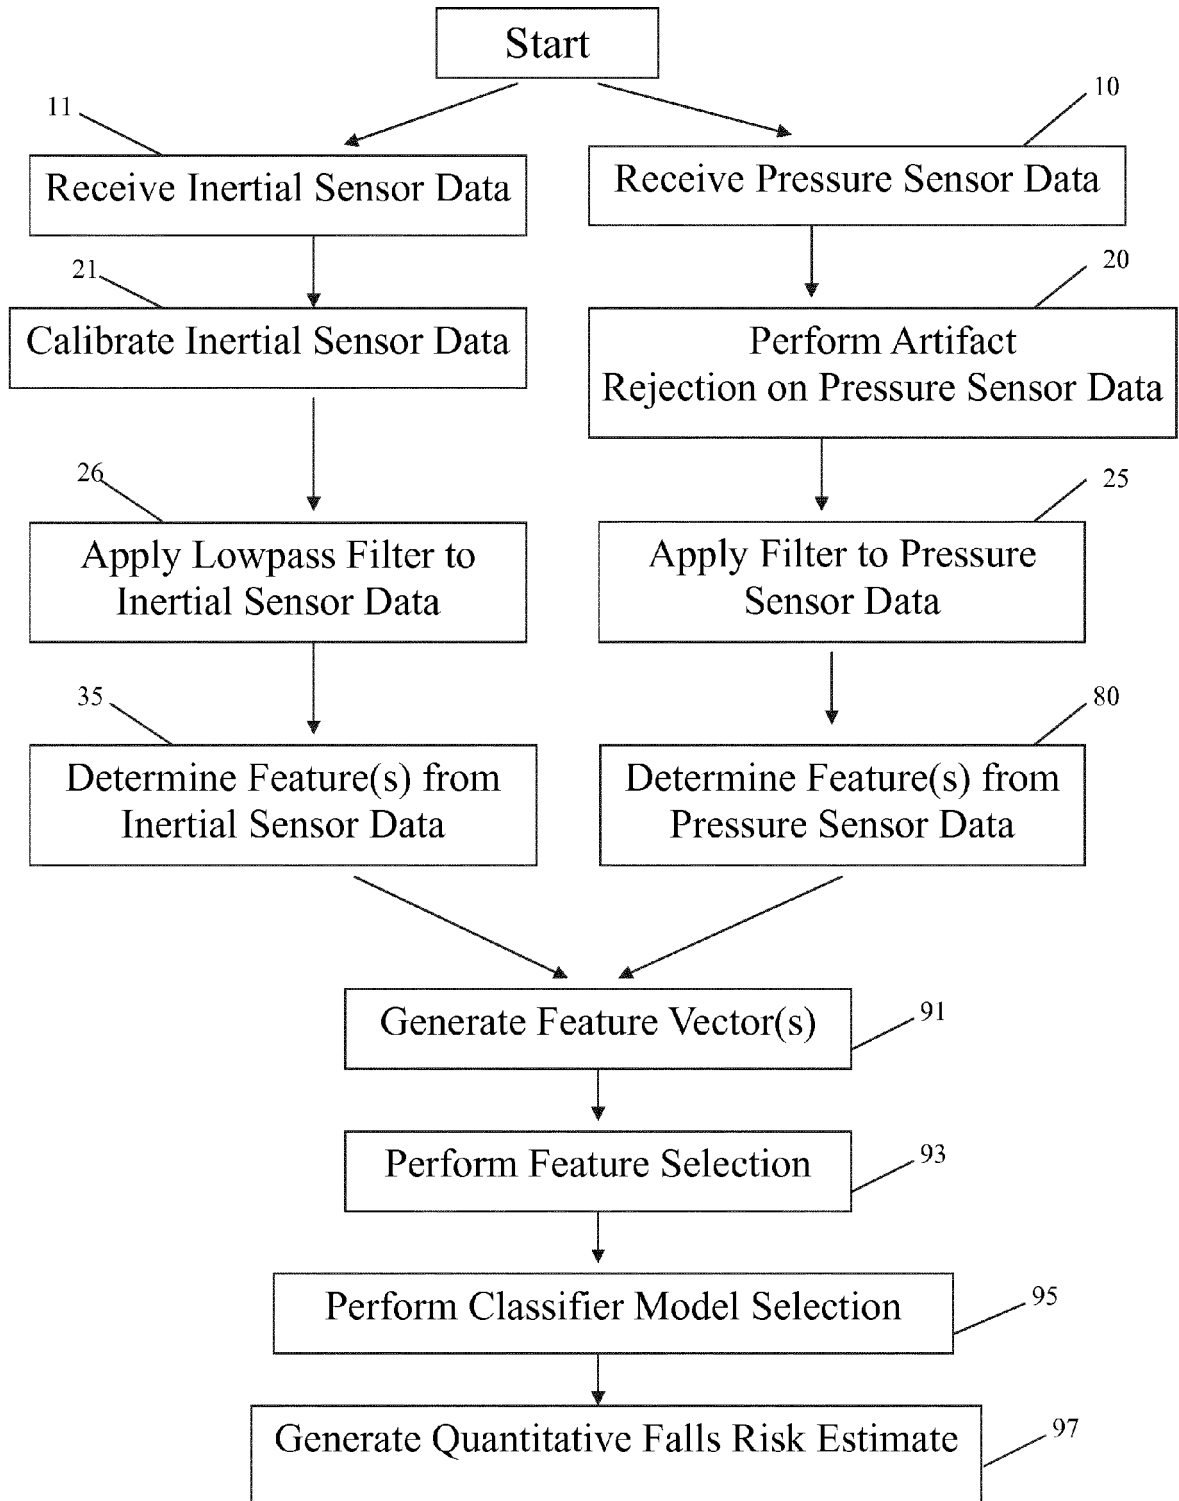 Start
11
10
Receive Inertial Sensor Data
Receive Pressure Sensor Data
21
20
Calibrate Inertial Sensor Data
Perform Artifact
Rejection on Pressure Sensor Data
26
25
Apply Lowpass Filter to
Inertial Sensor Data
Apply Filter to Pressure
Sensor Data
35
80
Determine Feature(s) from
Inertial Sensor Data
Determine Feature(s) from
Pressure Sensor Data
Generate Feature Vector(s)
91
Perform Feature Selection
93
Perform Classifier Model Selection
95
Generate Quantitative Falls Risk Estimate
97